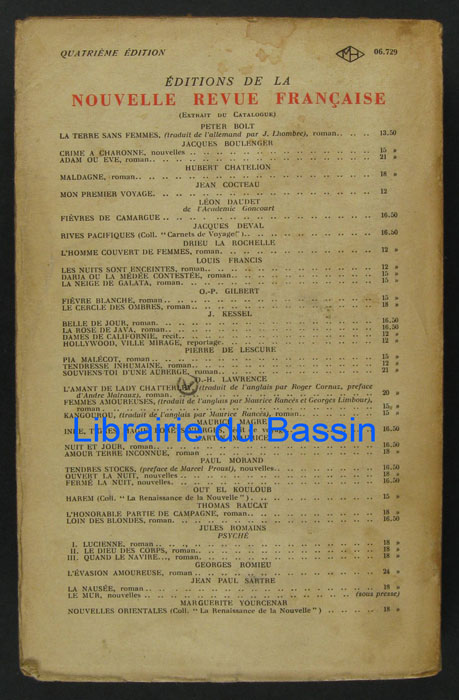 QUATRIÈME ÉDITION
MH
06.729
ÉDITIONS DE LA
NOUVELLE REVUE FRANÇAISE
(Extrait du Catalogue)
PETER BOLT
LA TERRE SANS FEMMES, (traduit de l'allemand par J. Lhombre), roman.. .. .. 13.50
JACQUES BOULENGER
CRIME A CHARONNE, nouvelles .. .. .. 15 »
ADAM OU EVE, roman.. .. .. 21 »
HUBERT CHATELION
MALDAGNE, roman.. .. .. 18 »
JEAN COCTEAU
MON PREMIER VOYAGE. .. .. .. 12
LÉON DAUDET
de l'Académie Goncourt
FIÈVRES DE CAMARGUE .. .. .. 16.50
JACQUES DEVAL
RIVES PACIFIQUES (Coll. "Carnets de Voyage").. .. .. 16.50
DRIEU LA ROCHELLE
L'HOMME COUVERT DE FEMMES, roman.. .. .. 12 »
LOUIS FRANCIS
LES NUITS SONT ENCEINTES, roman.. .. .. 12 »
DARIA OU LA MÉDÉE CONTESTÉE, roman.. .. .. 15 »
LA NEIGE DE GALATA, roman.. .. .. 15 »
O.-P. GILBERT
FIÈVRE BLANCHE, roman.. .. .. 15 »
LE CERCLE DES OMBRES, roman.. .. .. 18 »
J. KESSEL
BELLE DE JOUR, roman.. .. .. 16.50
LA ROSE DE JAVA, roman.. .. .. 16.50
DAMES DE CALIFORNIE, récit.. .. .. 12 »
HOLLYWOOD, VILLE MIRAGE, reportage .. .. .. 12 »
PIERRE DE LESCURE
PIA MALÉCOT, roman.. .. .. 15 »
TENDRESSE INHUMAINE, roman.. .. .. 12 »
SOUVIENS-TOI D'UNE AUBERGE, roman.. .. .. 21 »
D.-H. LAWRENCE
L'AMANT DE LADY CHATTERLEY, (traduit de l'anglais par Roger Cornaz, préface
d'André Malraux), roman.. .. .. 20 »
FEMMES AMOUREUSES, (traduit de l'anglais par Maurice Rancès et Georges Limbour),
roman .. .. .. 15 »
KANGOUROU, (traduit de l'anglais par Maurice Rancès), roman.. .. .. 15 »
MAURICE MAGRE
16.50
NUIT ET JOUR, roman .. .. .. 16.50
AMOUR TERRE INCONNUE, roman .. .. .. 18 »
PAUL MORAND
TENDRES STOCKS, (préface de Marcel Proust), nouvelles.. .. .. 16.50
OUVERT LA NUIT, nouvelles .. .. .. 18 »
FERMÉ LA NUIT, nouvelles.. .. .. 16.50
OUT EL KOULOUB
HAREM (Coll. "La Renaissance de la Nouvelle").. .. .. 15 »
THOMAS RAUCAT
L'HONORABLE PARTIE DE CAMPAGNE, roman.. .. .. 18 »
LOIN DES BLONDES, roman.. .. .. 16.50
JULES ROMAINS
PSYCHÉ
I. LUCIENNE, roman.. .. .. 18 »
II. LE DIEU DES CORPS, roman.. .. .. 18 »
III. QUAND LE NAVIRE..., roman.. .. .. 18 »
GEORGES ROMIEU
L'ÉVASION AMOUREUSE, roman.. .. .. 24 »
JEAN PAUL SARTRE
LA NAUSÉE, roman.. .. .. 18 »
LE MUR, nouvelles .. .. .. (sous presse)
MARGUERITE YOURCENAR
NOUVELLES ORIENTALES (Coll. "La Renaissance de la Nouvelle") .. .. .. 18 »
Librairie du Bassin